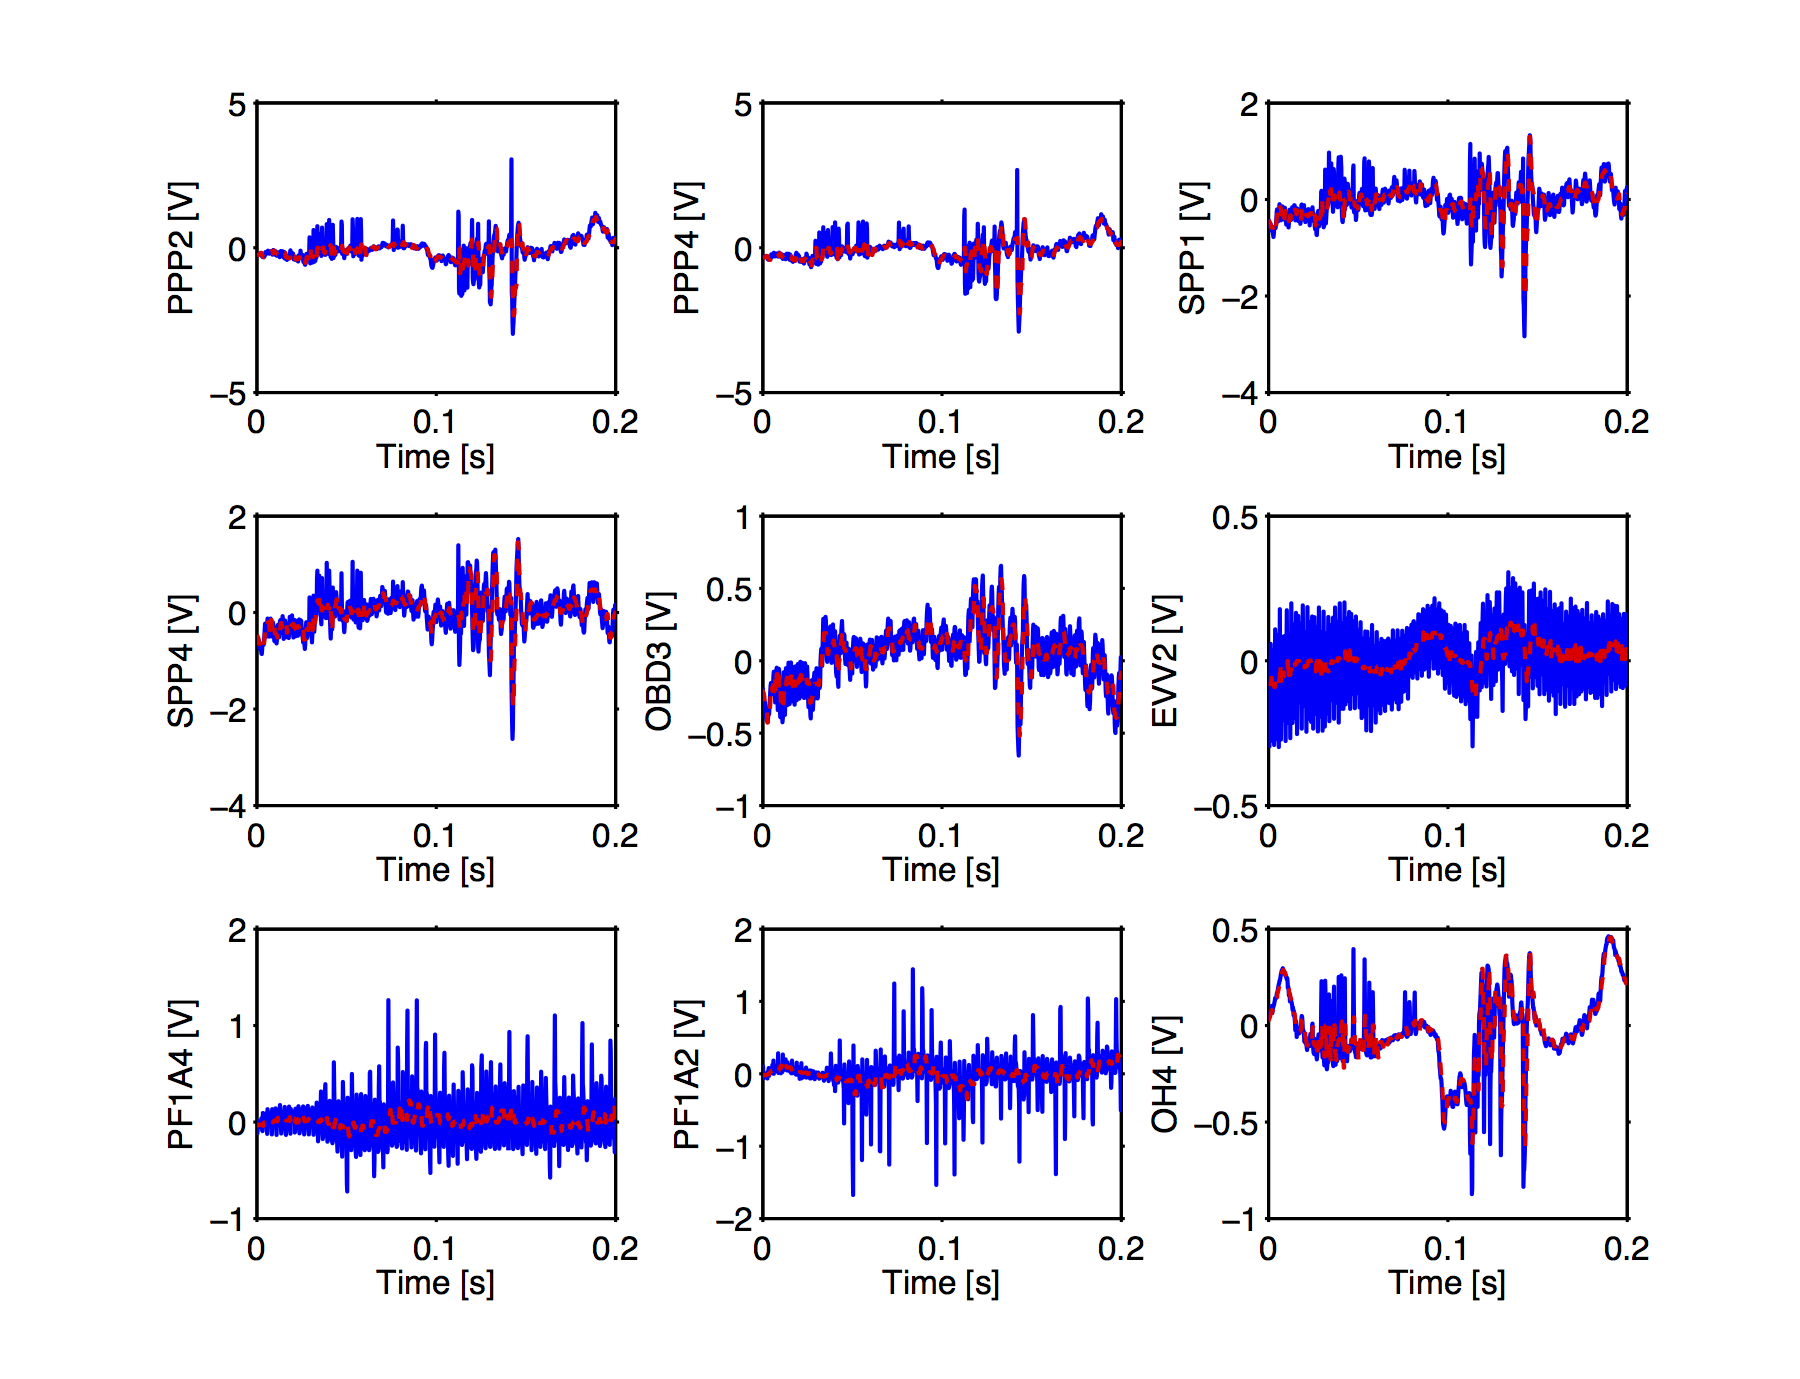 5
0
−5
PPP2 [V]
0 0.1 0.2
Time [s]
5
0
−5
PPP4 [V]
0 0.1 0.2
Time [s]
2
0
−2
−4
SPP1 [V]
0 0.1 0.2
Time [s]
2
0
−2
−4
SPP4 [V]
0 0.1 0.2
Time [s]
1
0.5
0
−0.5
−1
OBD3 [V]
0 0.1 0.2
Time [s]
0.5
0
−0.5
EVV2 [V]
0 0.1 0.2
Time [s]
2
1
0
−1
PF1A4 [V]
0 0.1 0.2
Time [s]
2
1
0
−1
−2
PF1A2 [V]
0 0.1 0.2
Time [s]
0.5
0
−0.5
−1
OH4 [V]
0 0.1 0.2
Time [s]